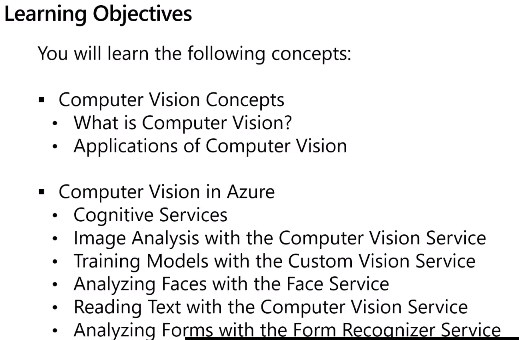 Learning Objectives
You will learn the following concepts:
▪ Computer Vision Concepts
• What is Computer Vision?
• Applications of Computer Vision
▪ Computer Vision in Azure
• Cognitive Services
• Image Analysis with the Computer Vision Service
• Training Models with the Custom Vision Service
• Analyzing Faces with the Face Service
• Reading Text with the Computer Vision Service
• Analyzing Forms with the Form Recognizer Service